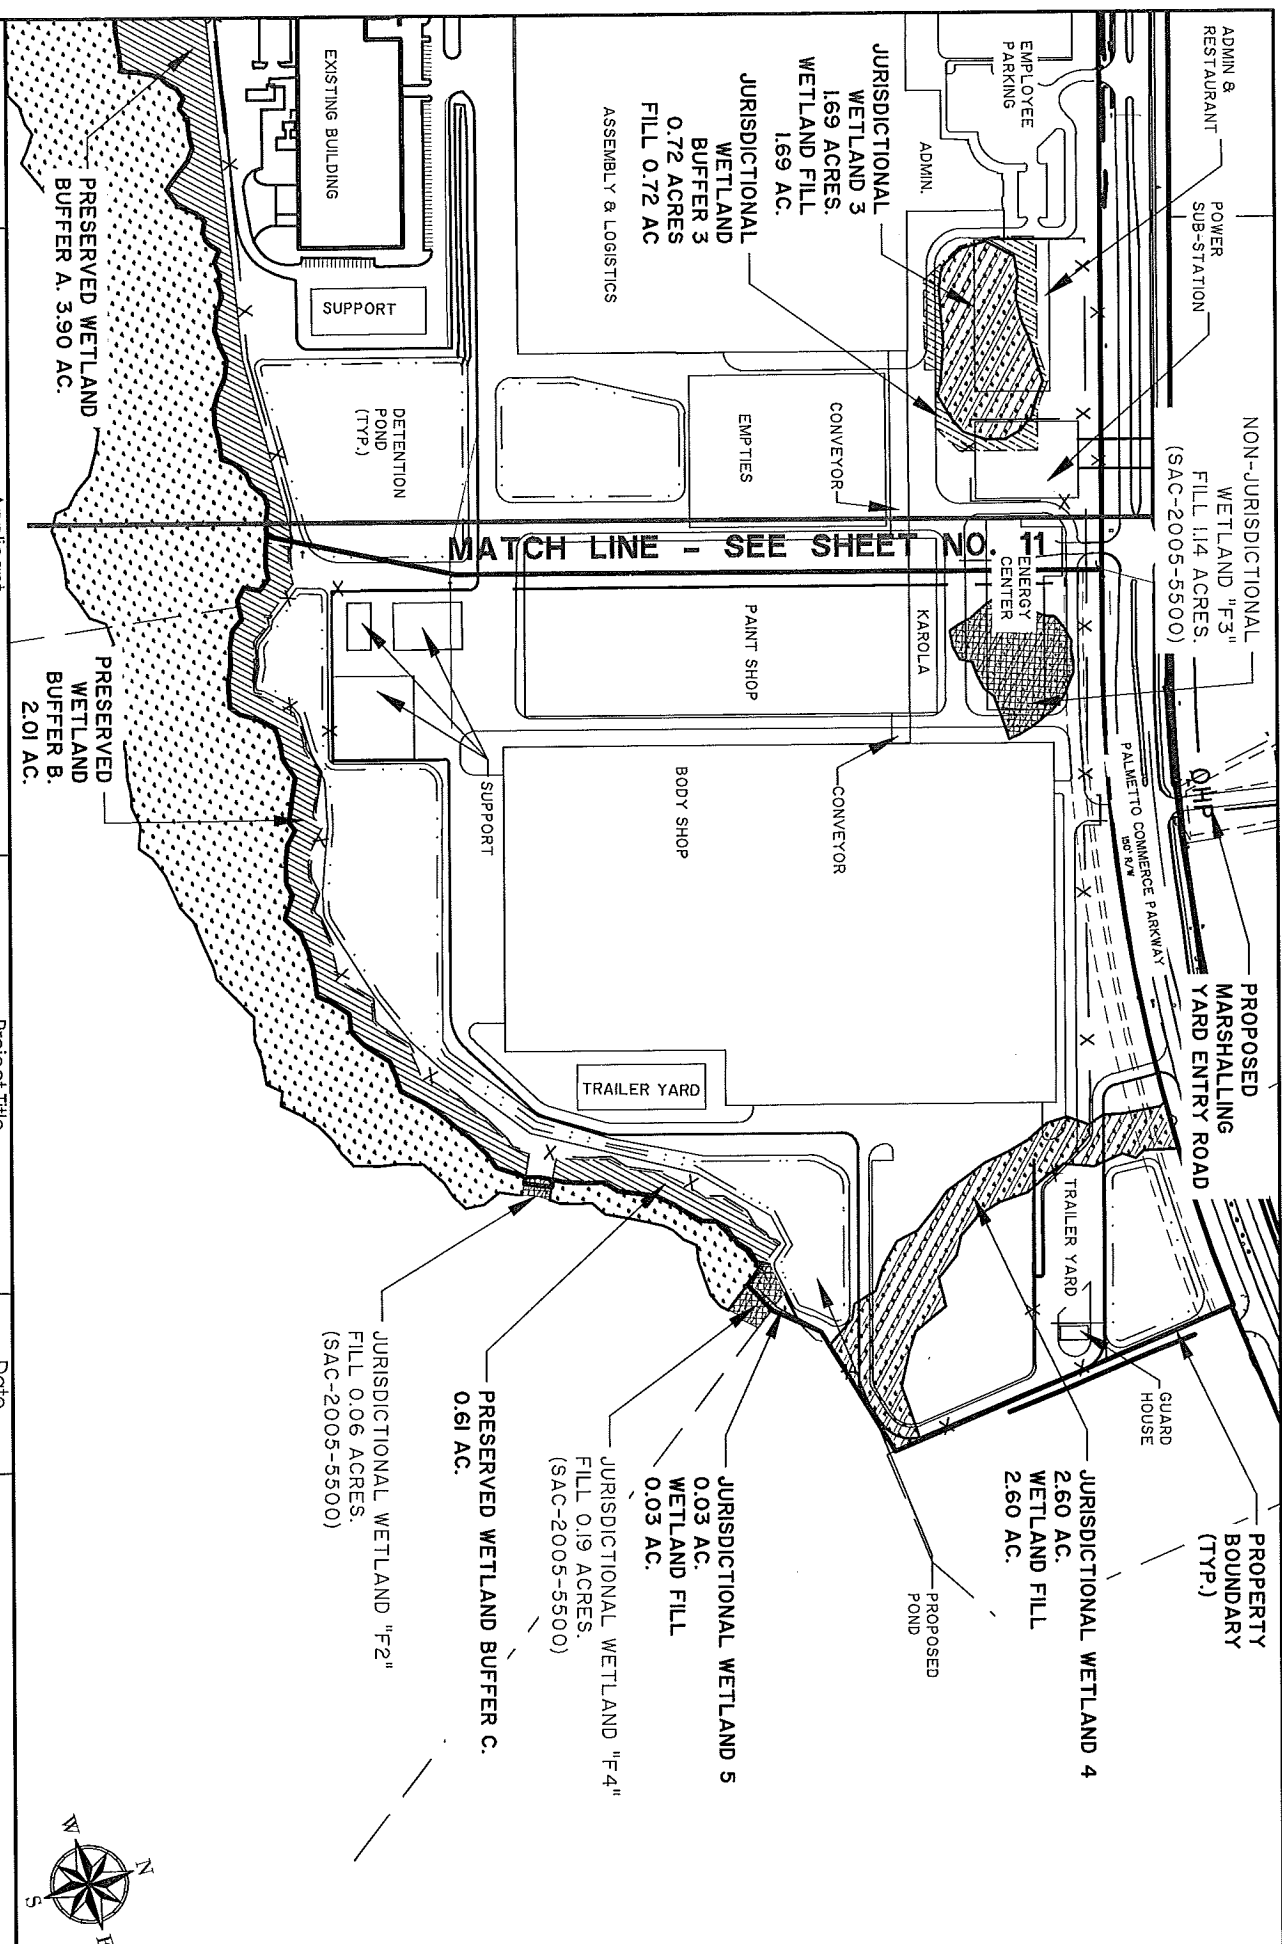 ADMIN &
RESTAURANT
POWER
SUB-STATION
NON-JURISDICTIONAL
WETLAND "F3"
FILL 1.14 ACRES.
(SAC-2005-5500)
OHP
PROPOSED
MARSHALLING
YARD ENTRY ROAD
PROPERTY
BOUNDARY
(TYP.)
EMPLOYEE
PARKING
PALMETTO COMMERCE PARKWAY
150' R/W
GUARD
HOUSE
TRAILER YARD
JURISDICTIONAL WETLAND 4
2.60 AC.
WETLAND FILL
2.60 AC.
ADMIN.
ENERGY
CENTER
JURISDICTIONAL
WETLAND 3
1.69 ACRES.
WETLAND FILL
1.69 AC.
KAROLA
PROPOSED
POND
CONVEYOR
CONVEYOR
JURISDICTIONAL
WETLAND
BUFFER 3
0.72 ACRES
FILL 0.72 AC
EMPTIES
PAINT SHOP
BODY SHOP
TRAILER YARD
JURISDICTIONAL WETLAND 5
0.03 AC.
WETLAND FILL
0.03 AC.
ASSEMBLY & LOGISTICS
MATCH LINE - SEE SHEET NO. 11
JURISDICTIONAL WETLAND "F4"
FILL 0.19 ACRES.
(SAC-2005-5500)
SUPPORT
PRESERVED WETLAND BUFFER C.
0.61 AC.
DETENTION
POND
(TYP.)
JURISDICTIONAL WETLAND "F2"
FILL 0.06 ACRES.
(SAC-2005-5500)
EXISTING BUILDING
SUPPORT
PRESERVED WETLAND
BUFFER A. 3.90 AC.
PRESERVED
WETLAND
BUFFER B.
2.01 AC.
N
W
S
E
Project Title
Date